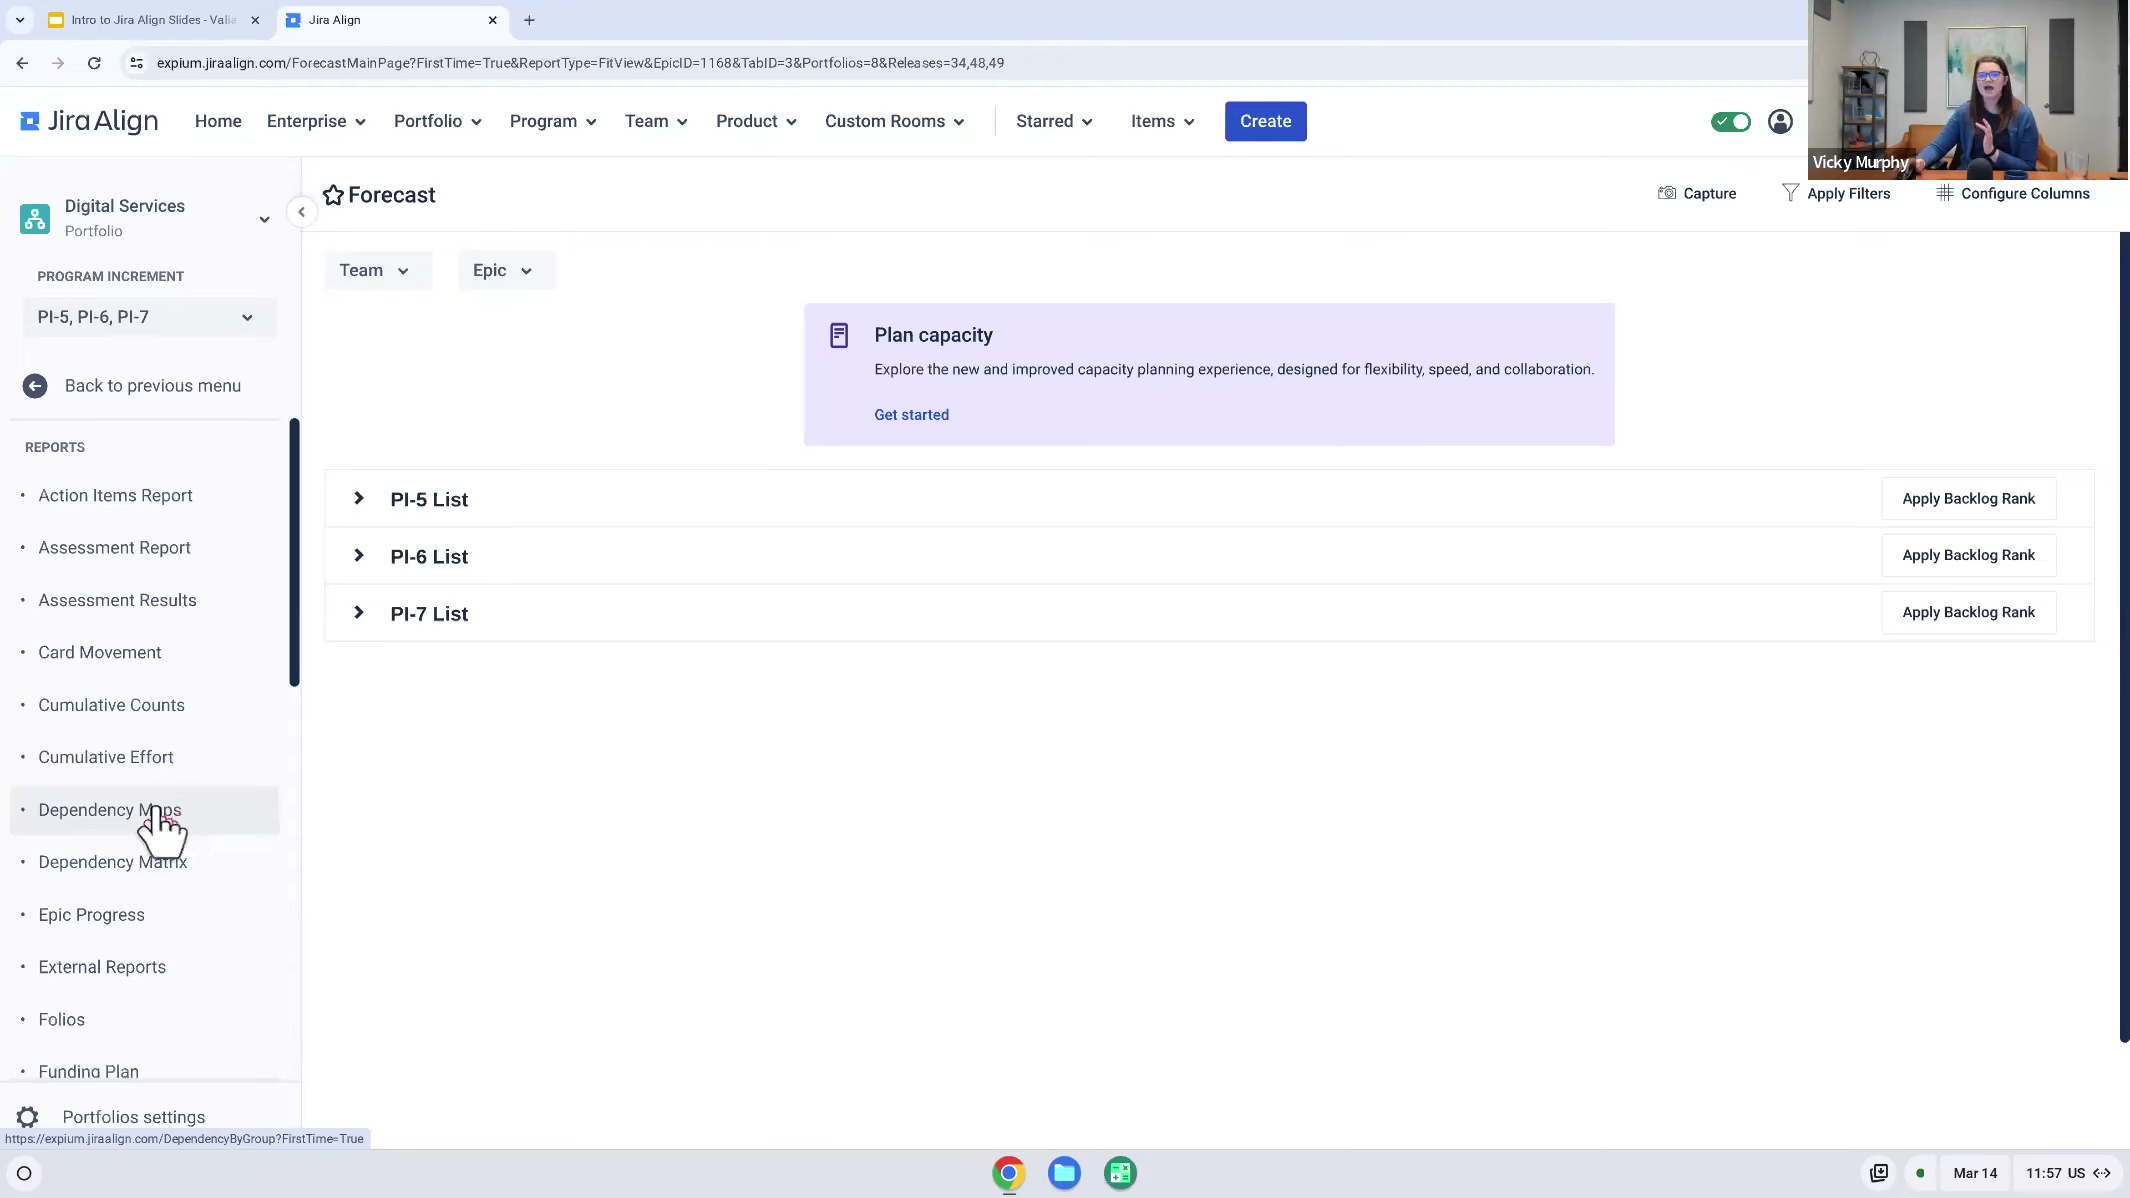 Intro to Jira Align Slides - Valia
Jira Align
expium.jiraalign.com/ForecastMainPage?FirstTime=True&ReportType=FitView&EpicID=1168&TabID=3&Portfolios=8&Releases=34,48,49
Jira Align
Home
Enterprise
Portfolio
Program
Team
Product
Custom Rooms
Starred
Items
Create
Vicky Murphy
Digital Services
Portfolio
PROGRAM INCREMENT
PI-5, PI-6, PI-7
Back to previous menu
REPORTS
Action Items Report
Assessment Report
Assessment Results
Card Movement
Cumulative Counts
Cumulative Effort
Dependency Maps
Dependency Matrix
Epic Progress
External Reports
Folios
Funding Plan
Portfolios settings
https://expium.jiraalign.com/DependencyByGroup?FirstTime=True
Forecast
Capture
Apply Filters
Configure Columns
Team
Epic
Plan capacity
Explore the new and improved capacity planning experience, designed for flexibility, speed, and collaboration.
Get started
PI-5 List
Apply Backlog Rank
PI-6 List
Apply Backlog Rank
PI-7 List
Apply Backlog Rank
Mar 14
11:57 US